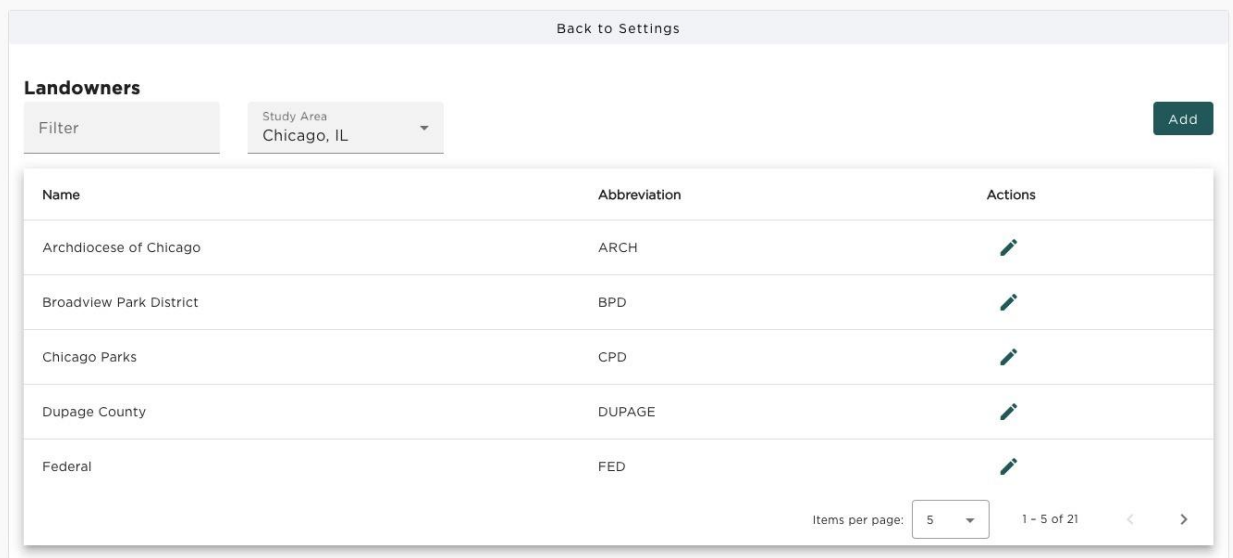 Back to Settings
Landowners
Filter
Study Area
Chicago, IL
Add
Name Abbreviation Actions
Archdiocese of Chicago ARCH
Broadview Park District BPD
Chicago Parks CPD
Dupage County DUPAGE
Federal FED
Items per page: 5 1 – 5 of 21